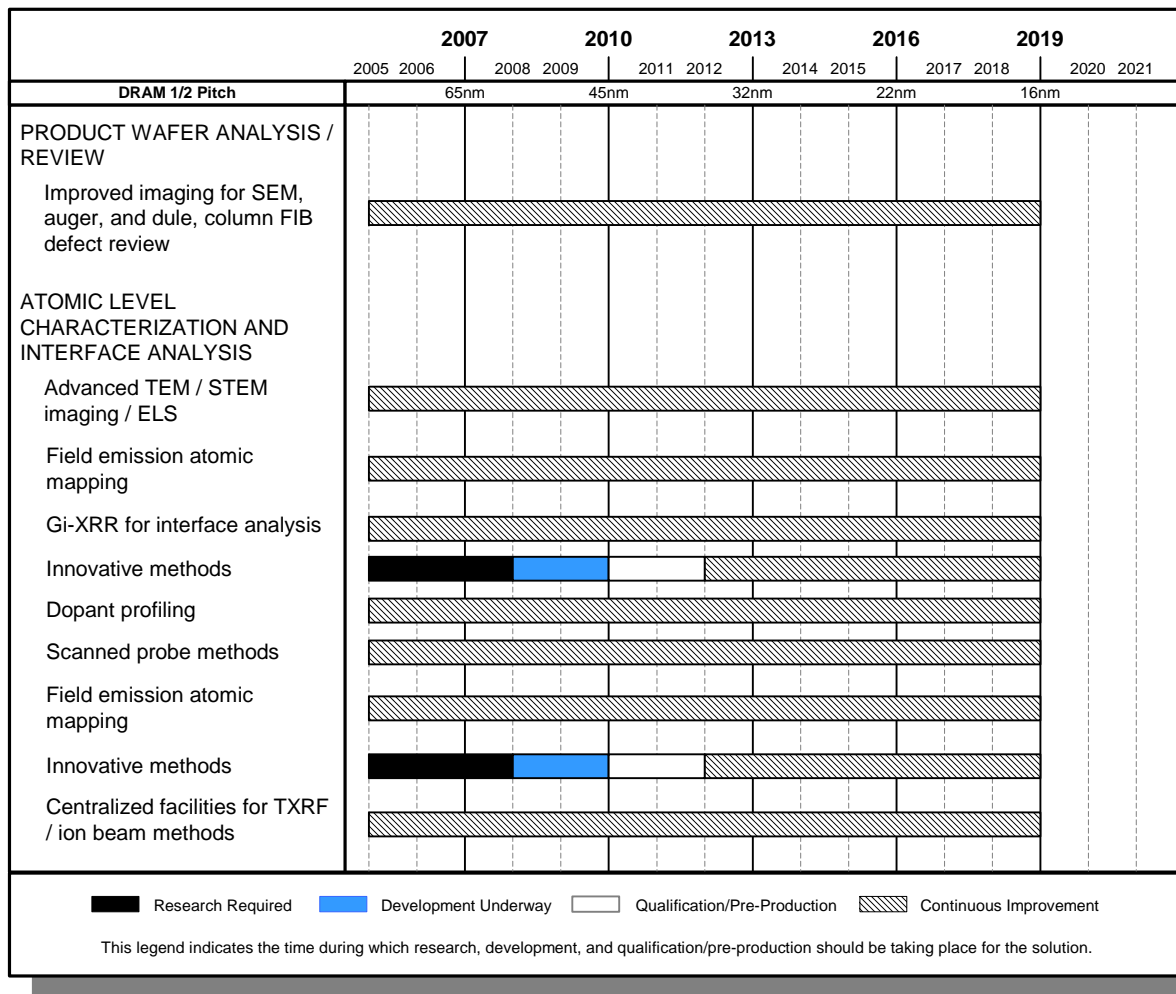 2007 2010 2013 2016 2019
2005 2006 2008 2009 2011 2012 2014 2015 2017 2018 2020 2021
DRAM 1/2 Pitch 65nm 45nm 32nm 22nm 16nm
PRODUCT WAFER ANALYSIS /
REVIEW
Improved imaging for SEM,
auger, and dule, column FIB
defect review
ATOMIC LEVEL
CHARACTERIZATION AND
INTERFACE ANALYSIS
Advanced TEM / STEM
imaging / ELS
Field emission atomic
mapping
Gi-XRR for interface analysis
Innovative methods
Dopant profiling
Scanned probe methods
Field emission atomic
mapping
Innovative methods
Centralized facilities for TXRF
/ ion beam methods
Research Required Development Underway Qualification/Pre-Production Continuous Improvement
This legend indicates the time during which research, development, and qualification/pre-production should be taking place for the solution.